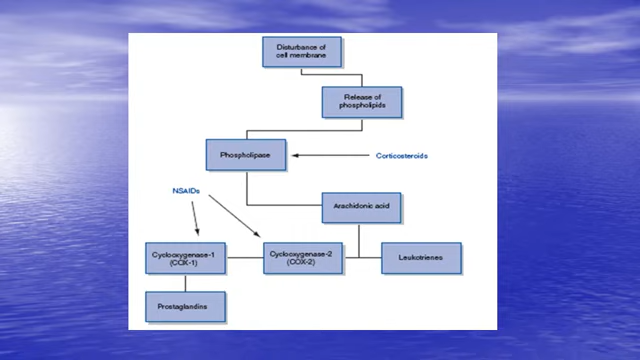 Disturbance of
cell membrane
Release of
phospholipids
Phospholipase
Corticosteroids
NSAIDs
Arachidonic acid
Cyclooxygenase-1
(COX-1)
Cyclooxygenase-2
(COX-2)
Leukotrienes
Prostaglandins